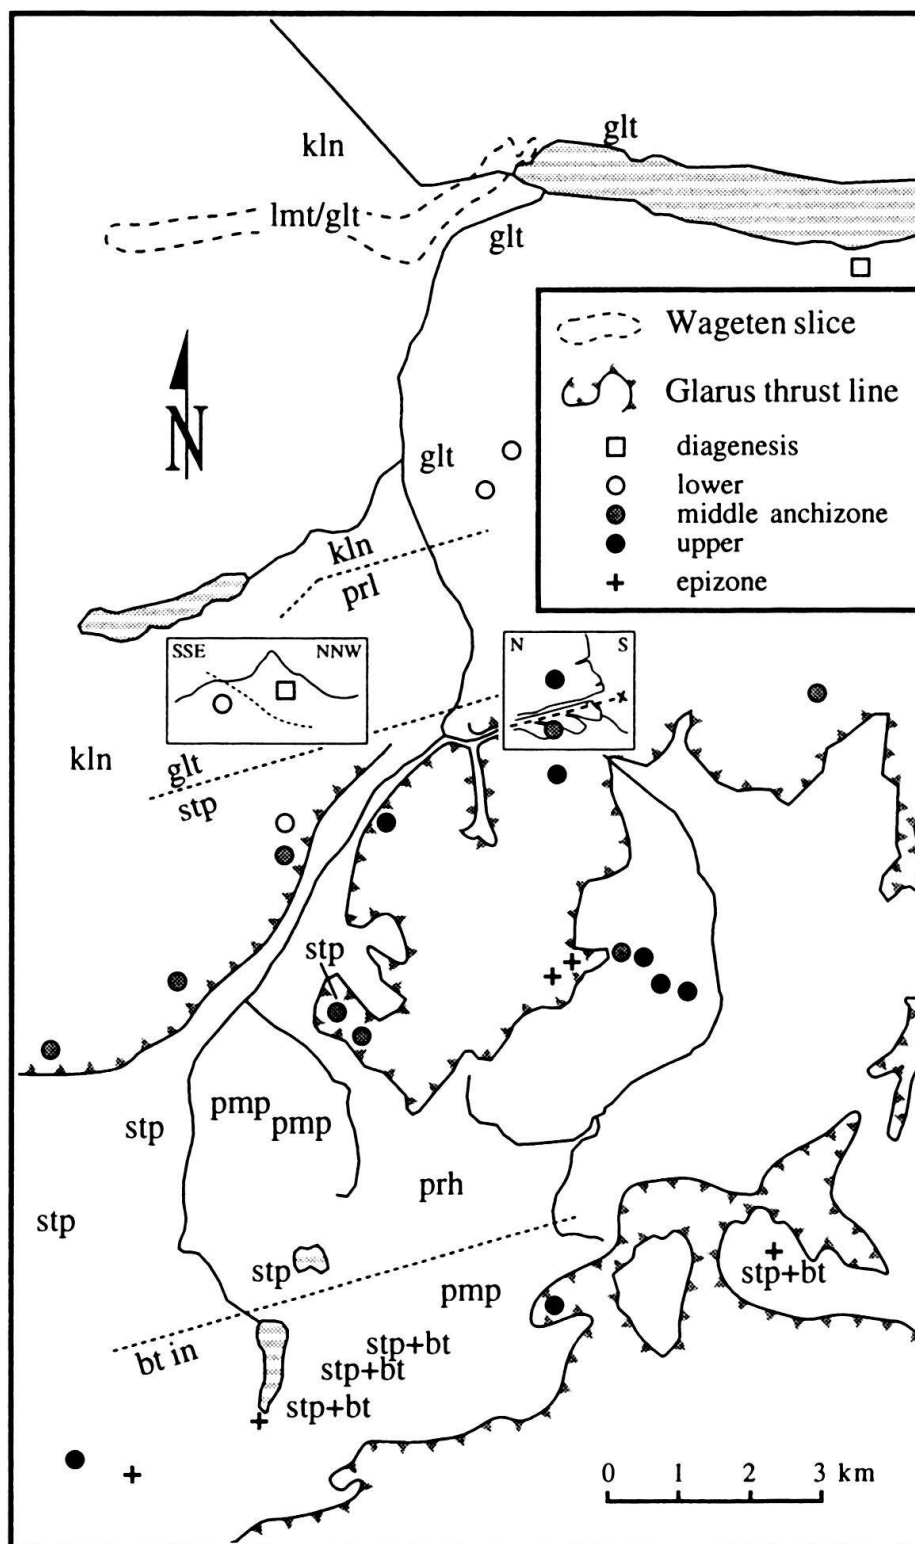 glt
kln
lmt/glt
glt
Wageten slice
Glarus thrust line
diagenesis
lower
middle anchizone
upper
epizone
N
glt
kln
prl
SSE NNW
N S
x
kln
glt
stp
stp
pmp
pmp
stp
prh
stp
stp
stp+bt
pmp
bt in
stp+bt
stp+bt
stp+bt
0 1 2 3 km